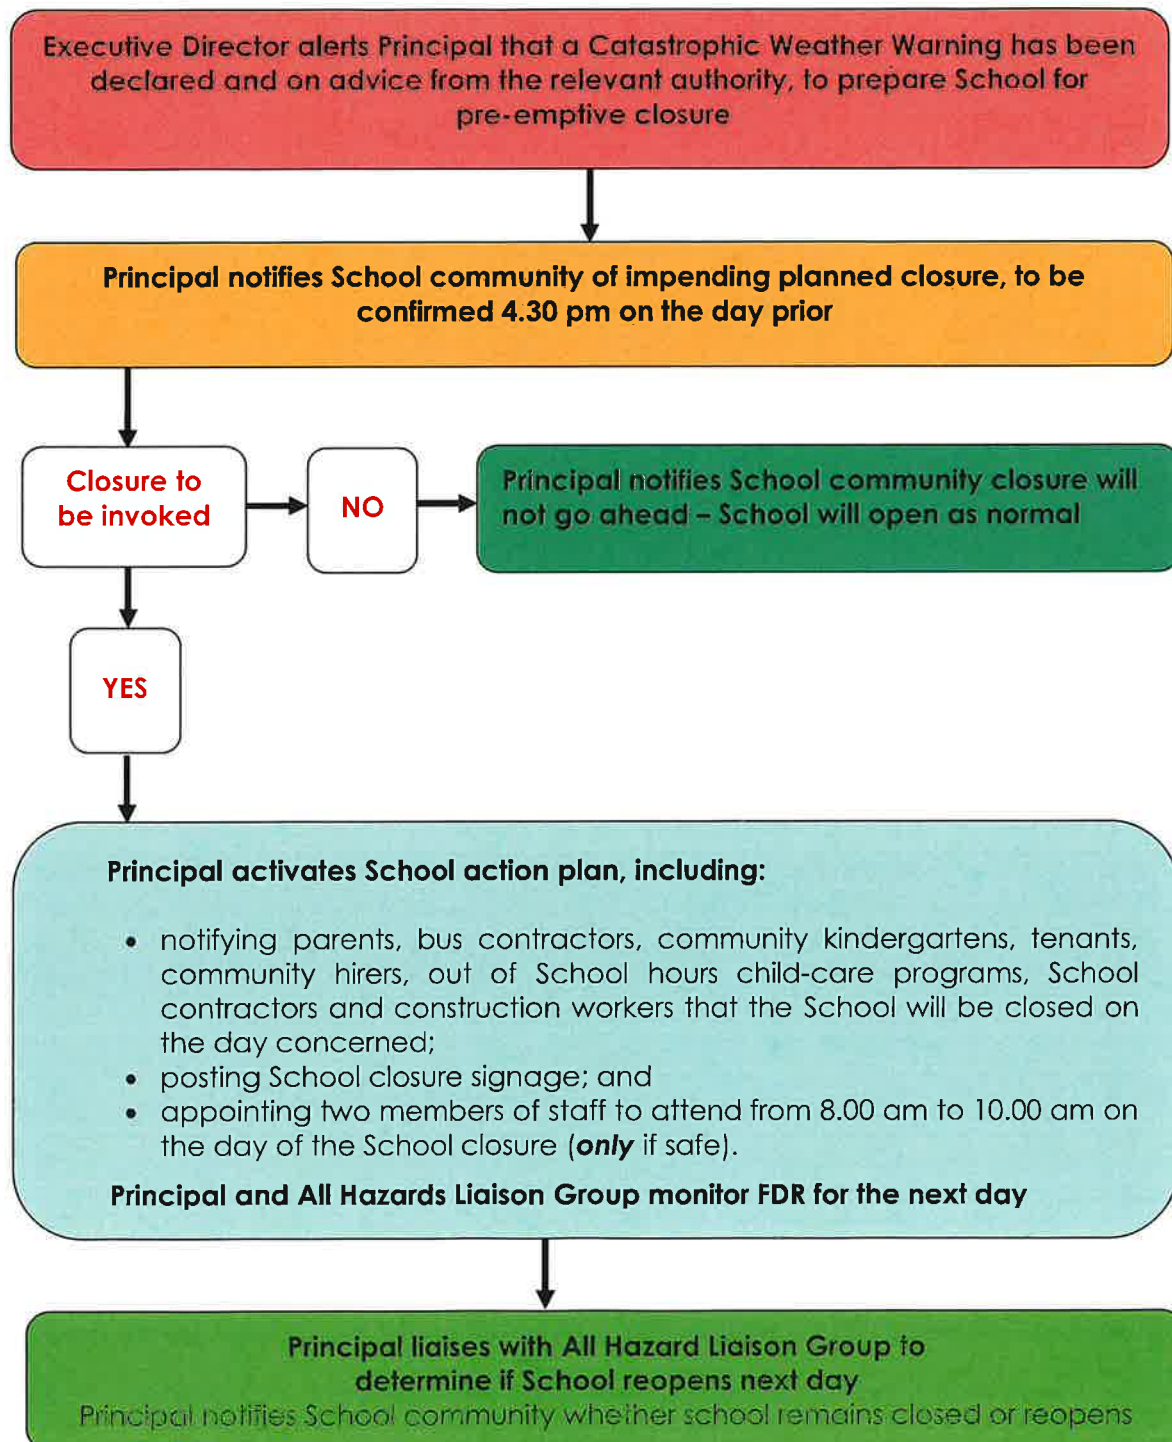 Executive Director alerts Principal that a Catastrophic Weather Warning has been
declared and on advice from the relevant authority, to prepare School for
pre-emptive closure
Principal notifies School community of impending planned closure, to be
confirmed 4.30 pm on the day prior
Closure to
be invoked
NO
Principal notifies School community closure will
not go ahead – School will open as normal
YES
Principal activates School action plan, including:
• notifying parents, bus contractors, community kindergartens, tenants,
community hirers, out of School hours child-care programs, School
contractors and construction workers that the School will be closed on
the day concerned;
• posting School closure signage; and
• appointing two members of staff to attend from 8.00 am to 10.00 am on
the day of the School closure (only if safe).
Principal and All Hazards Liaison Group monitor FDR for the next day
Principal liaises with All Hazard Liaison Group to
determine if School reopens next day
Principal notifies School community whether school remains closed or reopens